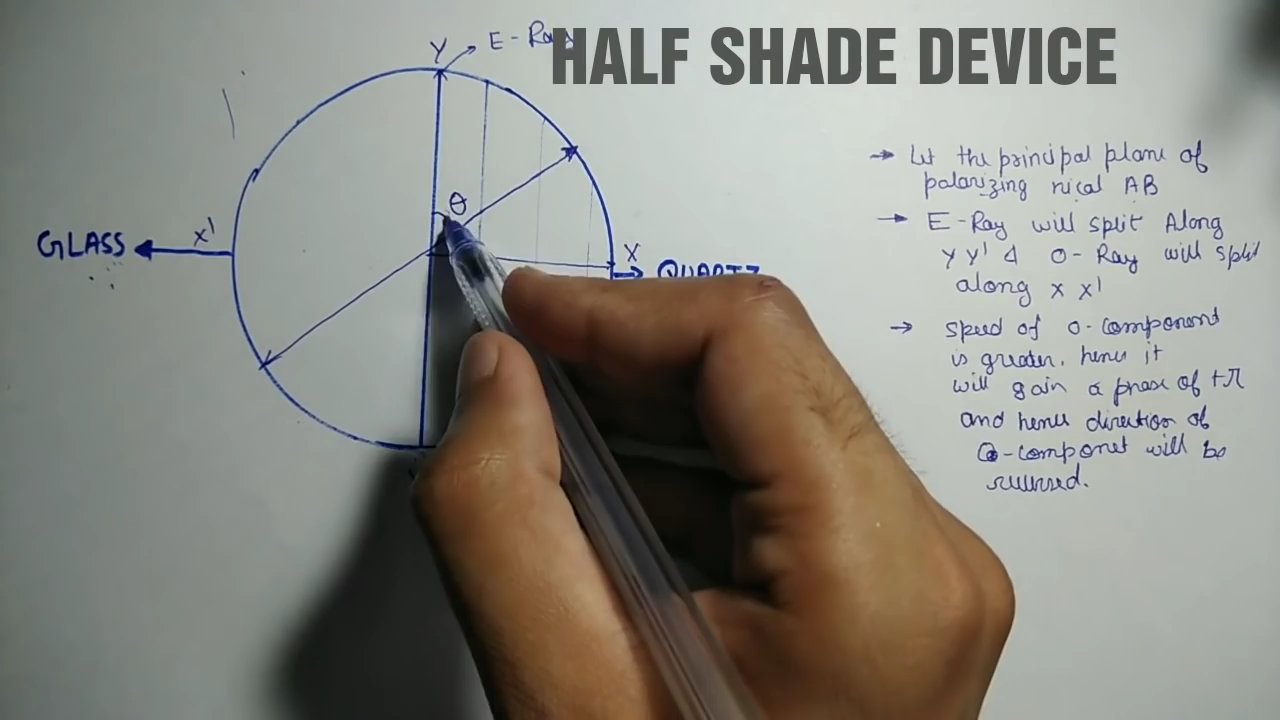 HALF SHADE DEVICE
Y
E - Ray
θ
GLASS
X'
X
QUARTZ
→ Let the principal plane of
polarizing nical AB
→ E-Ray will split Along
Y Y' & O-Ray will split
along X X'
→ Speed of O-Component
is greater, hence it
will gain a phase of +π
and hence direction of
O-componet will be
reversed.